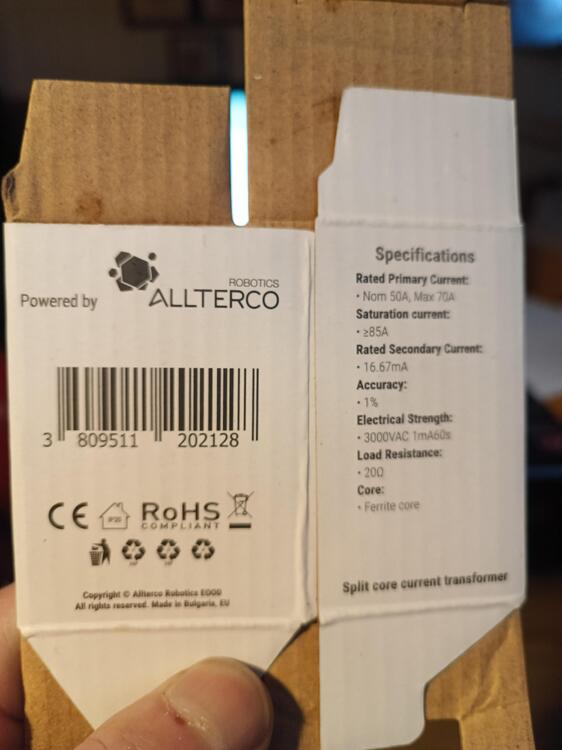 Powered by
ROBOTICS
ALLTERCO
3 809511 202128
CE
IP20
RoHS
COMPLIANT
Copyright © Allterco Robotics EOOD
All rights reserved. Made in Bulgaria, EU
Specifications
Rated Primary Current:
• Nom 50A, Max 70A
Saturation current:
• ≥85A
Rated Secondary Current:
• 16.67mA
Accuracy:
• 1%
Electrical Strength:
• 3000VAC 1mA60s
Load Resistance:
• 20Ω
Core:
• Ferrite core
Split core current transformer